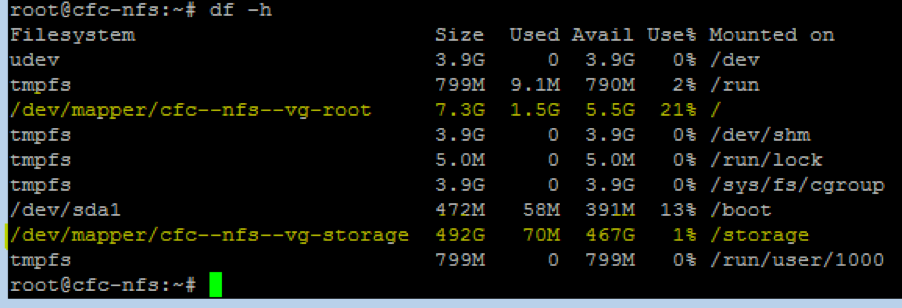 root@cfc-nfs:~# df -h
Filesystem Size Used Avail Use% Mounted on
udev 3.9G 0 3.9G 0% /dev
tmpfs 799M 9.1M 790M 2% /run
/dev/mapper/cfc--nfs--vg-root 7.3G 1.5G 5.5G 21% /
tmpfs 3.9G 0 3.9G 0% /dev/shm
tmpfs 5.0M 0 5.0M 0% /run/lock
tmpfs 3.9G 0 3.9G 0% /sys/fs/cgroup
/dev/sda1 472M 58M 391M 13% /boot
/dev/mapper/cfc--nfs--vg-storage 492G 70M 467G 1% /storage
tmpfs 799M 0 799M 0% /run/user/1000
root@cfc-nfs:~#